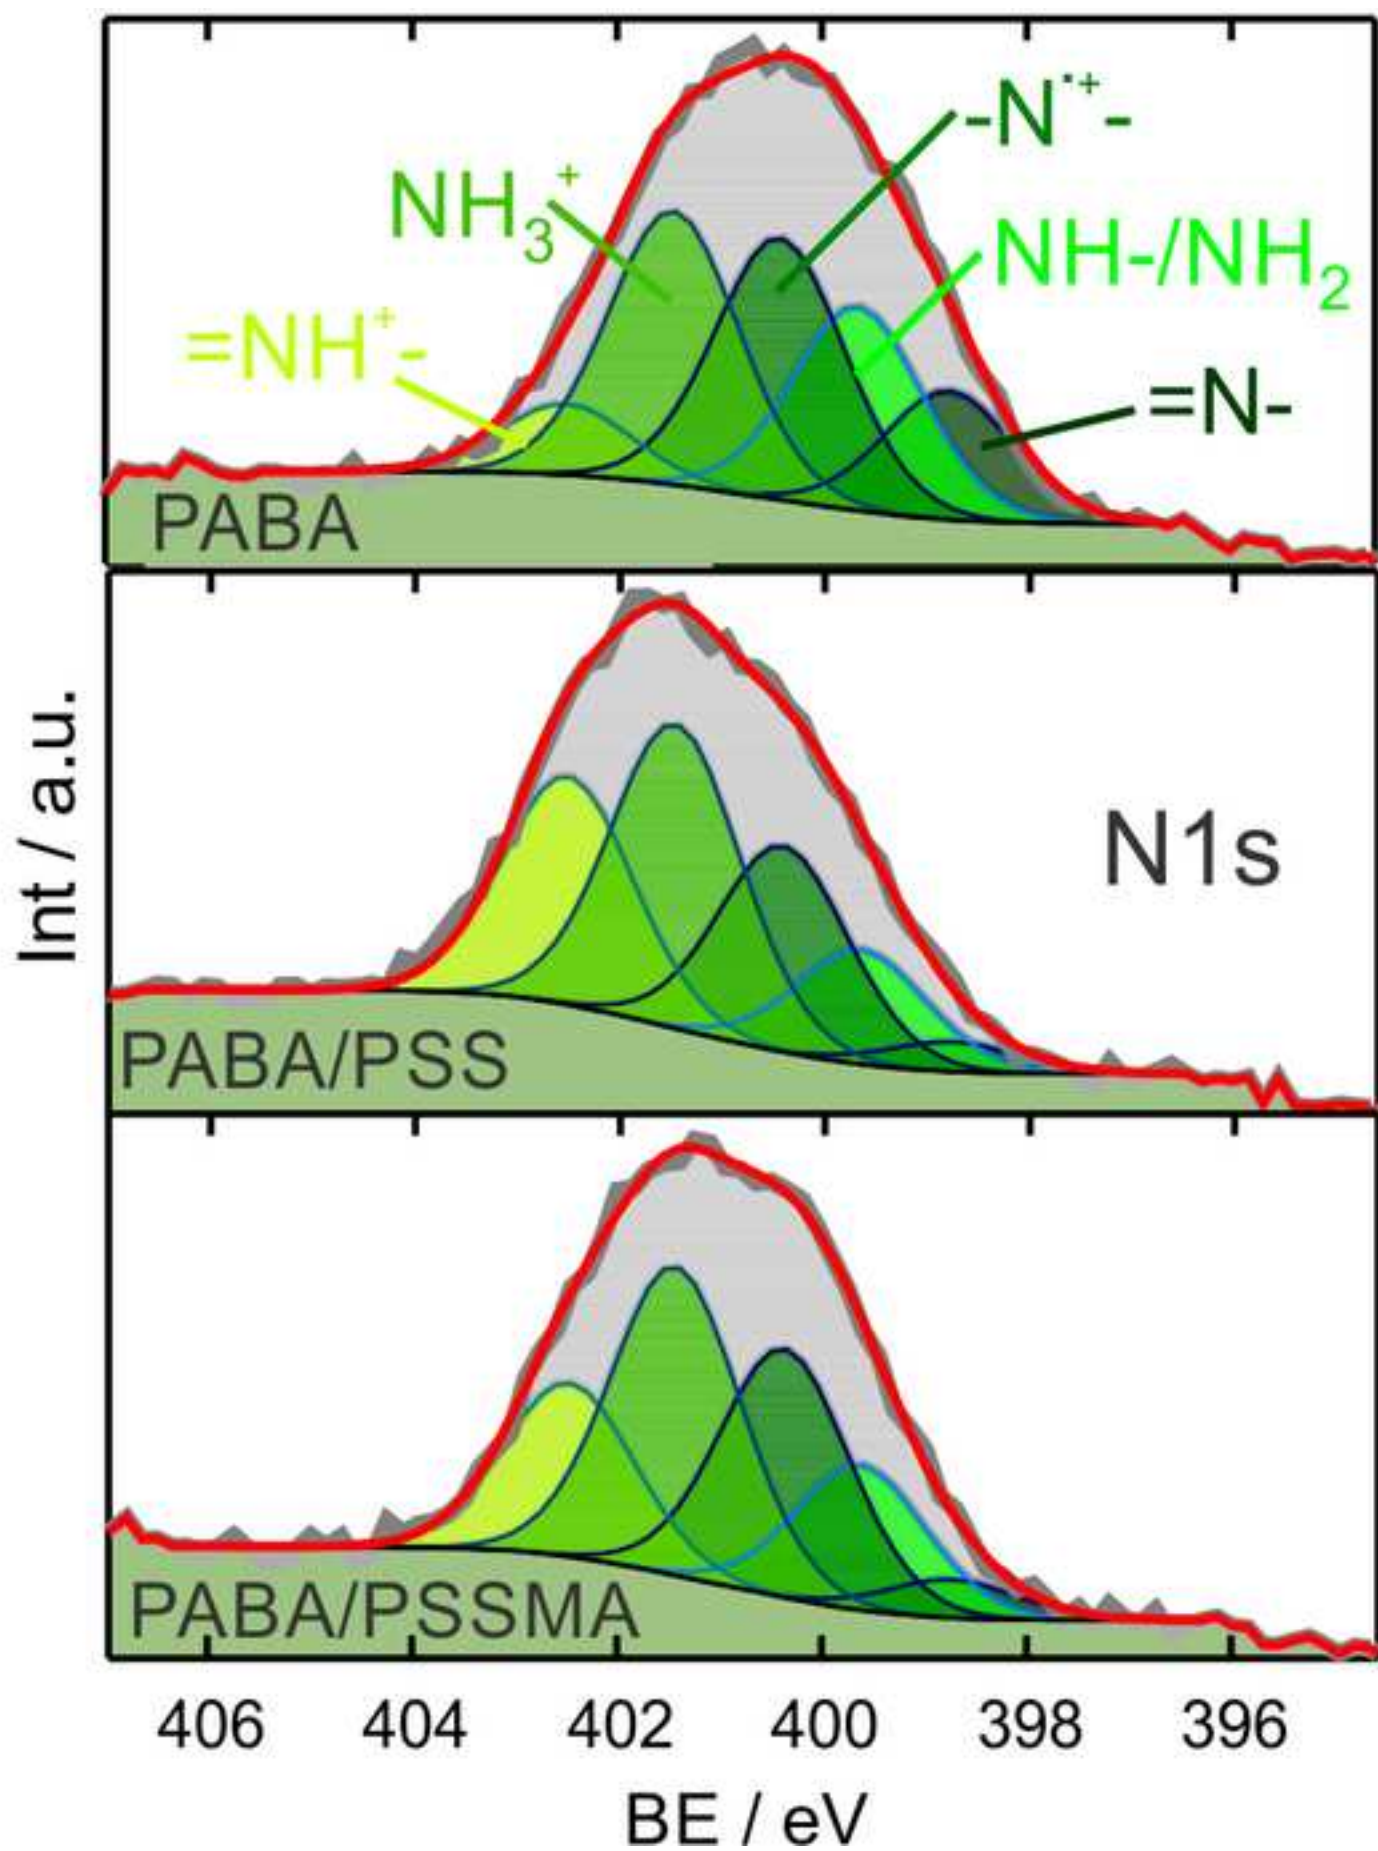 -N˙⁺-
NH₃⁺
NH-/NH₂
=NH⁺-
=N-
PABA
Int / a.u.
N1s
PABA/PSS
PABA/PSSMA
406 404 402 400 398 396
BE / eV